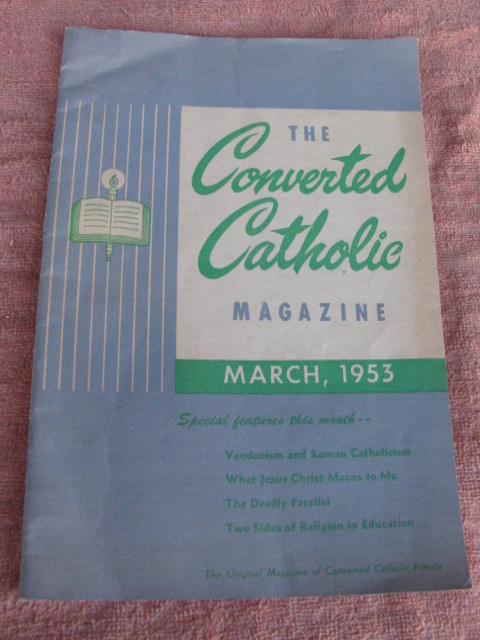 THE
Converted
Catholic
MAGAZINE
MARCH, 1953
Special features this month--
Voodooism and Roman Catholicism
What Jesus Christ Means to Me
The Deadly Parallel
Two Sides of Religion in Education
The Original Magazine of Converted Catholic Priests